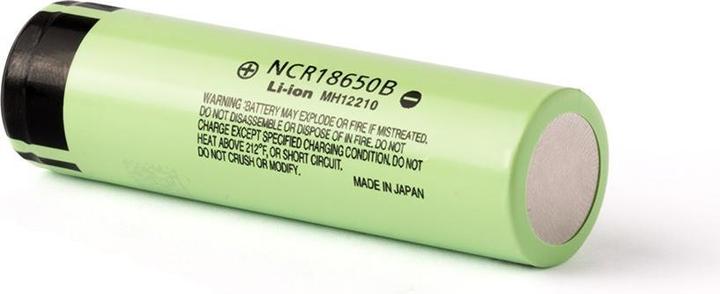 ⊕ NCR18650B ⊖
Li-ion MH12210
WARNING :BATTERY MAY EXPLODE OR FIRE IF MISTREATED.
DO NOT DISASSEMBLE OR DISPOSE OF IN FIRE. DO NOT
CHARGE EXCEPT SPECIFIED CHARGING CONDITION. DO NOT
HEAT ABOVE 212°F, OR SHORT CIRCUIT.
DO NOT CRUSH OR MODIFY.
MADE IN JAPAN